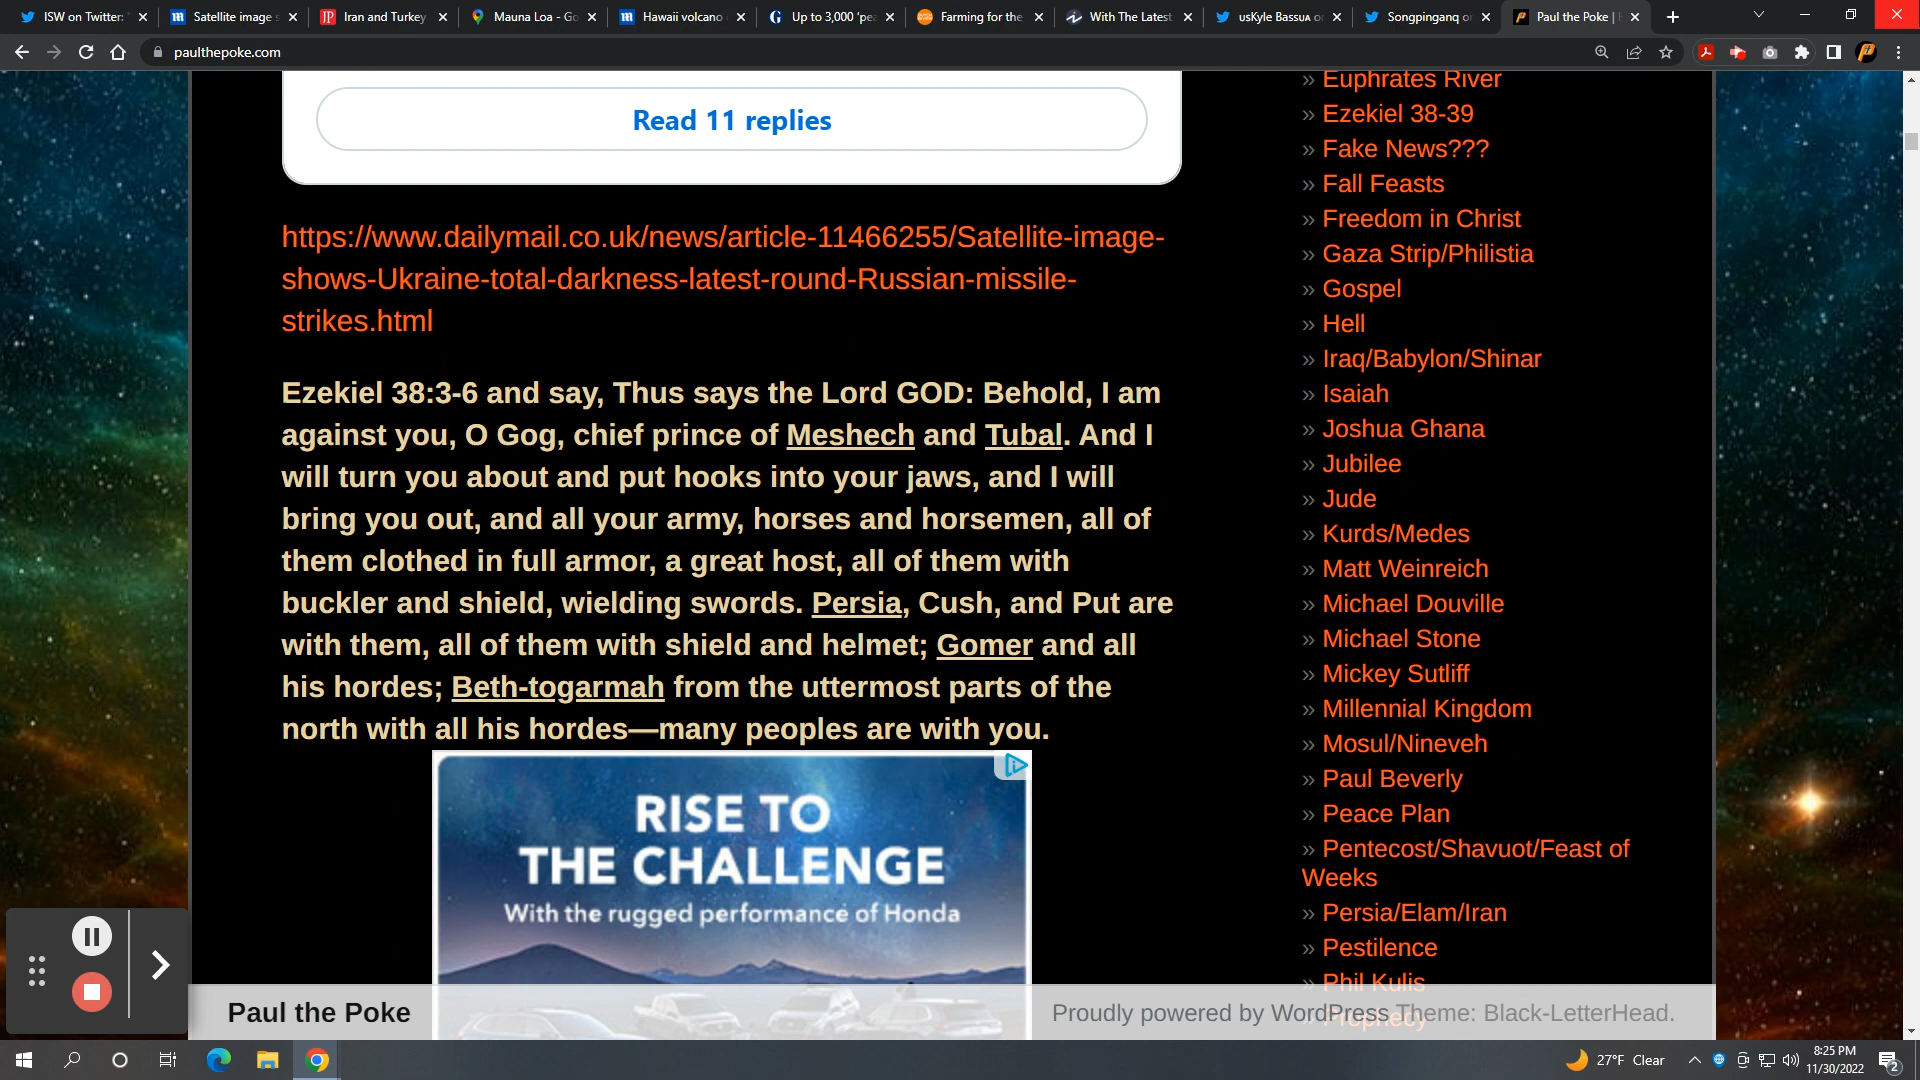 ISW on Twitter: "
Satellite image s
Iran and Turkey
Mauna Loa - Go
Hawaii volcano
Up to 3,000 'pea
Farming for the
With The Latest
usKyle Bassua or
Songpinganq or
Paul the Poke |
paulthepoke.com
Read 11 replies
https://www.dailymail.co.uk/news/article-11466255/Satellite-image-
shows-Ukraine-total-darkness-latest-round-Russian-missile-
strikes.html
Ezekiel 38:3-6 and say, Thus says the Lord GOD: Behold, I am
against you, O Gog, chief prince of Meshech and Tubal. And I
will turn you about and put hooks into your jaws, and I will
bring you out, and all your army, horses and horsemen, all of
them clothed in full armor, a great host, all of them with
buckler and shield, wielding swords. Persia, Cush, and Put are
with them, all of them with shield and helmet; Gomer and all
his hordes; Beth-togarmah from the uttermost parts of the
north with all his hordes—many peoples are with you.
RISE TO
THE CHALLENGE
With the rugged performance of Honda
» Euphrates River
» Ezekiel 38-39
» Fake News???
» Fall Feasts
» Freedom in Christ
» Gaza Strip/Philistia
» Gospel
» Hell
» Iraq/Babylon/Shinar
» Isaiah
» Joshua Ghana
» Jubilee
» Jude
» Kurds/Medes
» Matt Weinreich
» Michael Douville
» Michael Stone
» Mickey Sutliff
» Millennial Kingdom
» Mosul/Nineveh
» Paul Beverly
» Peace Plan
» Pentecost/Shavuot/Feast of
Weeks
» Persia/Elam/Iran
» Pestilence
» Phil Kulis
» Prophecy
Paul the Poke
Proudly powered by WordPress Theme: Black-LetterHead.
27°F Clear
8:25 PM
11/30/2022
2